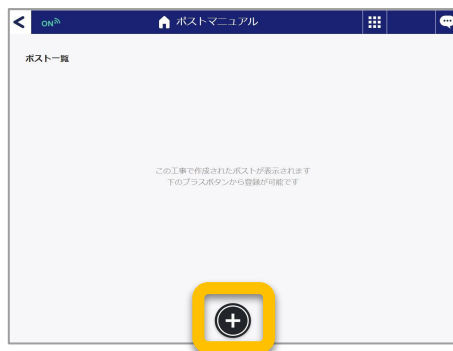 ON
ポストマニュアル
ポスト一覧
この工事で作成されたポストが表示されます
下のプラスボタンから登録が可能です